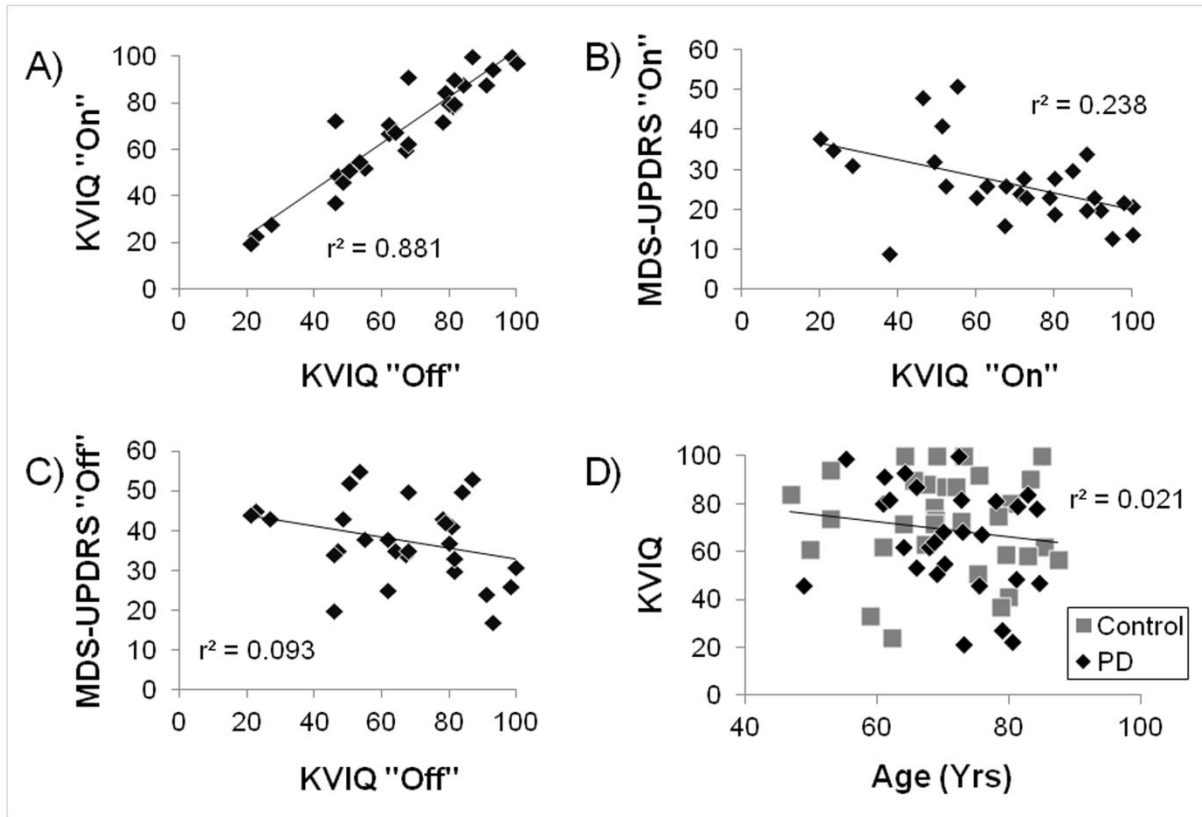 A)
KVIQ "On"
100
80
60
40
20
0
r² = 0.881
0 20 40 60 80 100
KVIQ "Off"
B)
MDS-UPDRS "On"
60
50
40
30
20
10
0
r² = 0.238
0 20 40 60 80 100
KVIQ "On"
C)
MDS-UPDRS "Off"
60
50
40
30
20
10
0
r² = 0.093
0 20 40 60 80 100
KVIQ "Off"
D)
KVIQ
100
80
60
40
20
0
r² = 0.021
Control
PD
40 60 80 100
Age (Yrs)